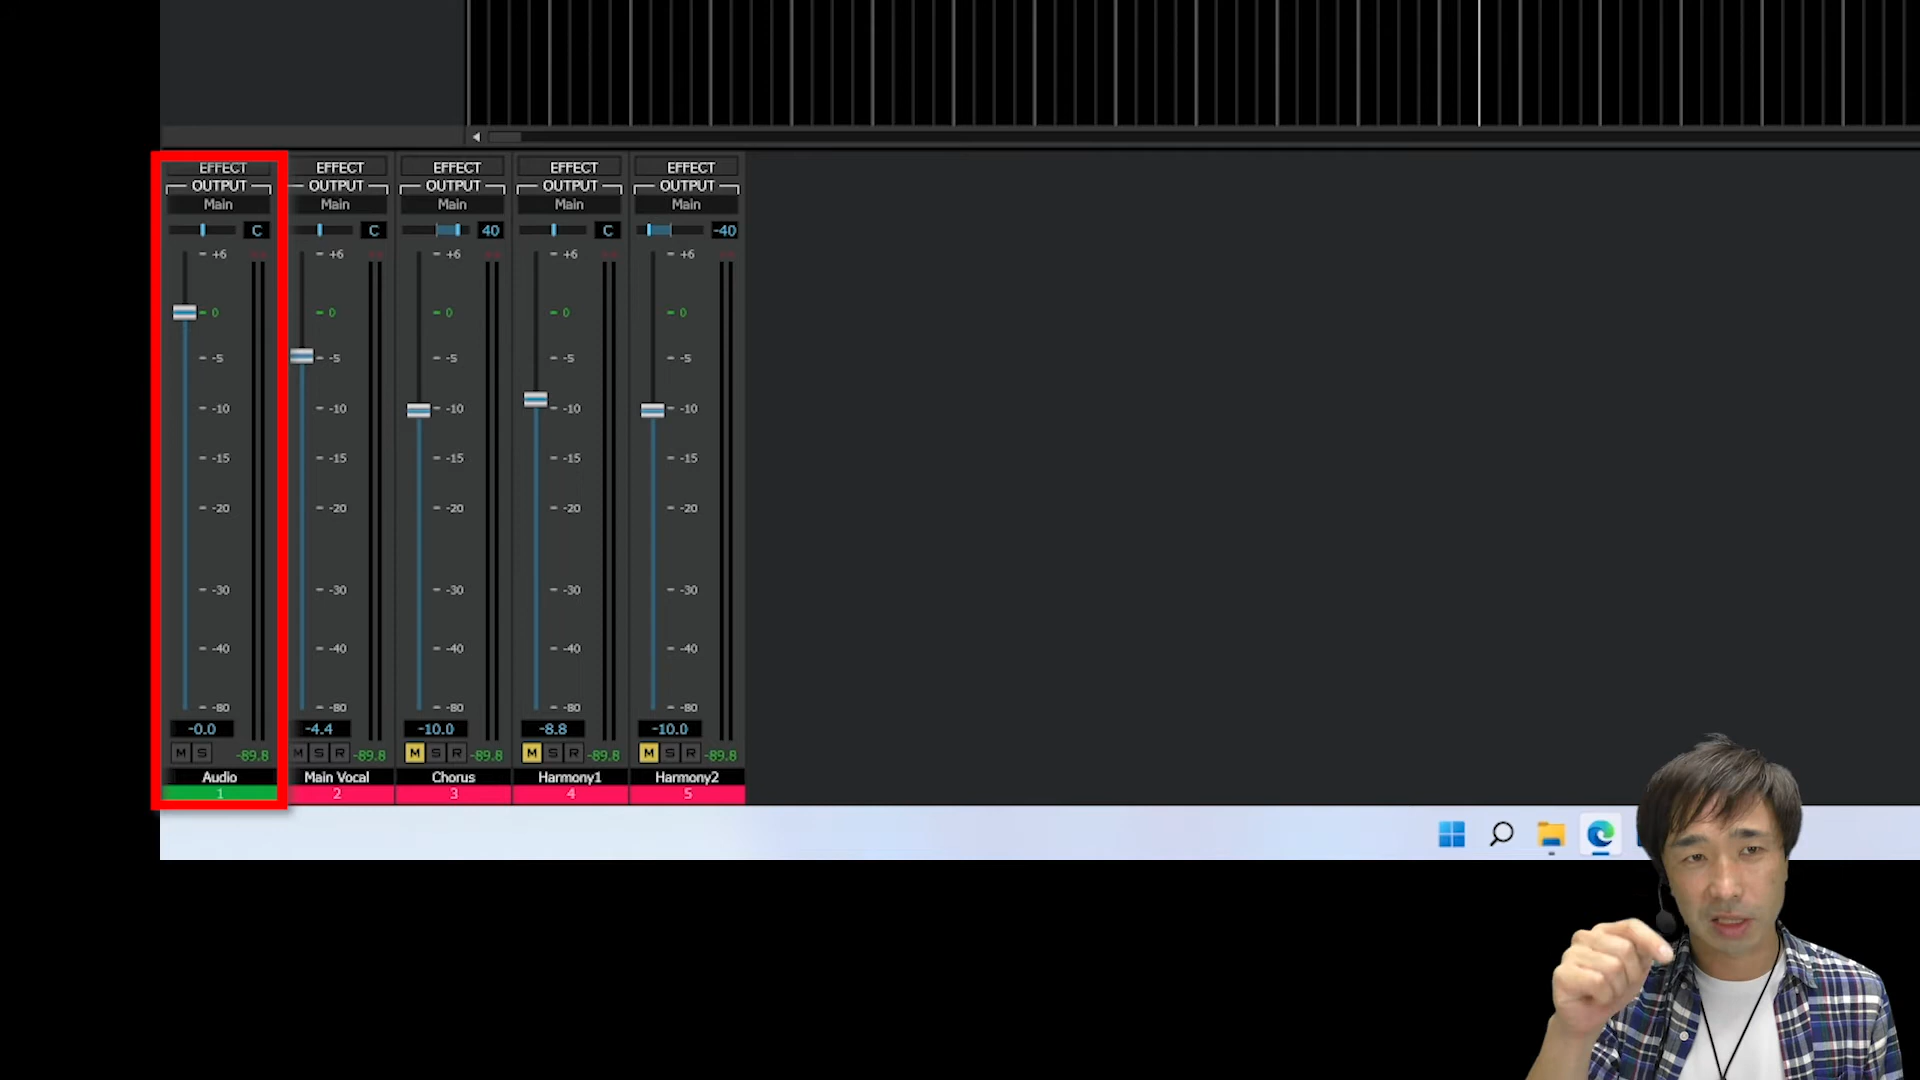 EFFECT EFFECT EFFECT EFFECT EFFECT
OUTPUT OUTPUT OUTPUT OUTPUT OUTPUT
Main Main Main Main Main
C C 40 C -40
+6 +6 +6 +6 +6
0 0 0 0 0
-5 -5 -5 -5 -5
-10 -10 -10 -10 -10
-15 -15 -15 -15 -15
-20 -20 -20 -20 -20
-30 -30 -30 -30 -30
-40 -40 -40 -40 -40
-80 -80 -80 -80 -80
-0.0 -4.4 -10.0 -8.8 -10.0
M S -89.8 M S R -89.8 M S R -89.8 M S R -89.8 M S R -89.8
Audio Main Vocal Chorus Harmony1 Harmony2
1 2 3 4 5